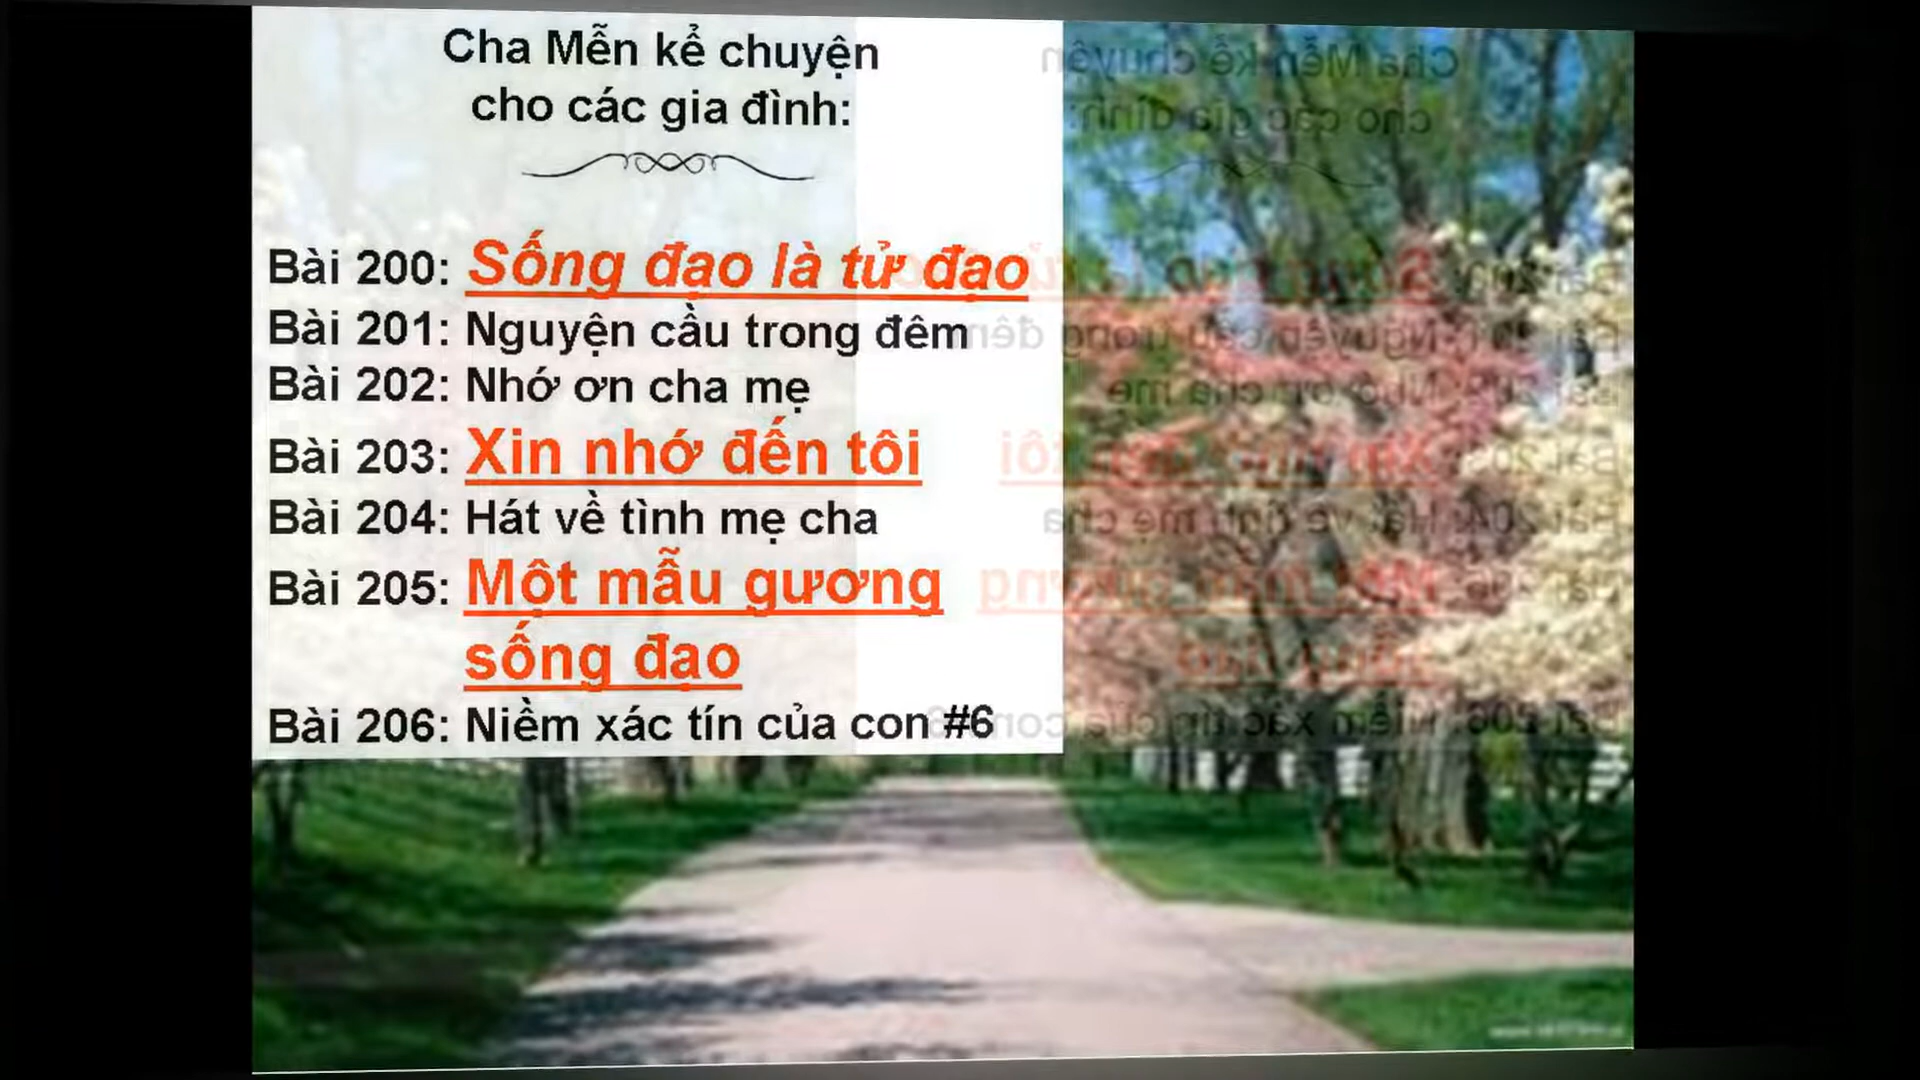 Cha Mễn kể chuyện
cho các gia đình:
Bài 200: Sống đạo là tử đạo
Bài 201: Nguyện cầu trong đêm
Bài 202: Nhớ ơn cha mẹ
Bài 203: Xin nhớ đến tôi
Bài 204: Hát về tình mẹ cha
Bài 205: Một mẫu gương
sống đạo
Bài 206: Niềm xác tín của con #6